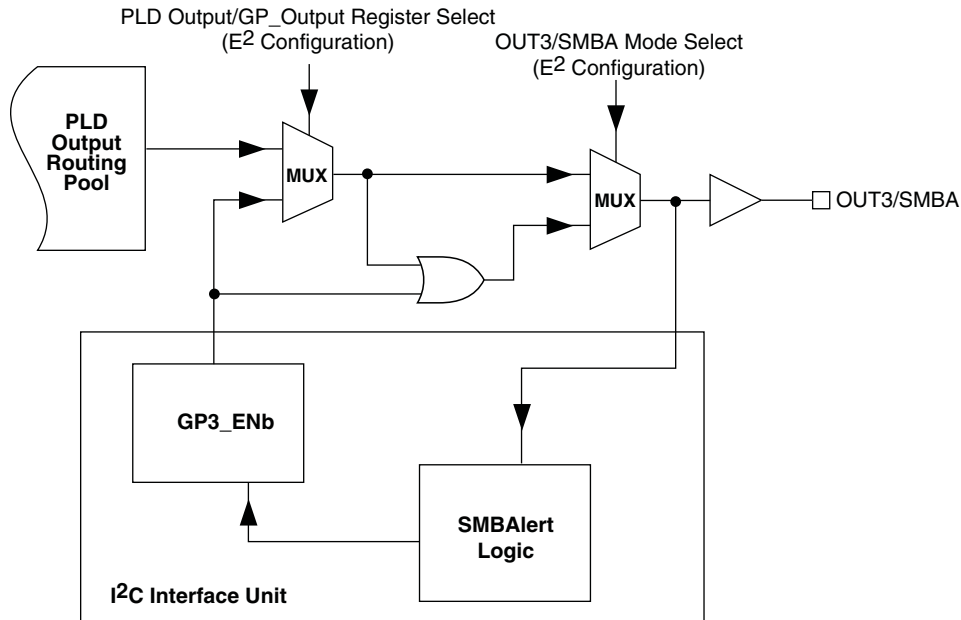 PLD Output/GP_Output Register Select
(E2 Configuration)
OUT3/SMBA Mode Select
(E2 Configuration)
PLD
Output
Routing
Pool
MUX
MUX
OUT3/SMBA
GP3_ENb
SMBAlert
Logic
I2C Interface Unit